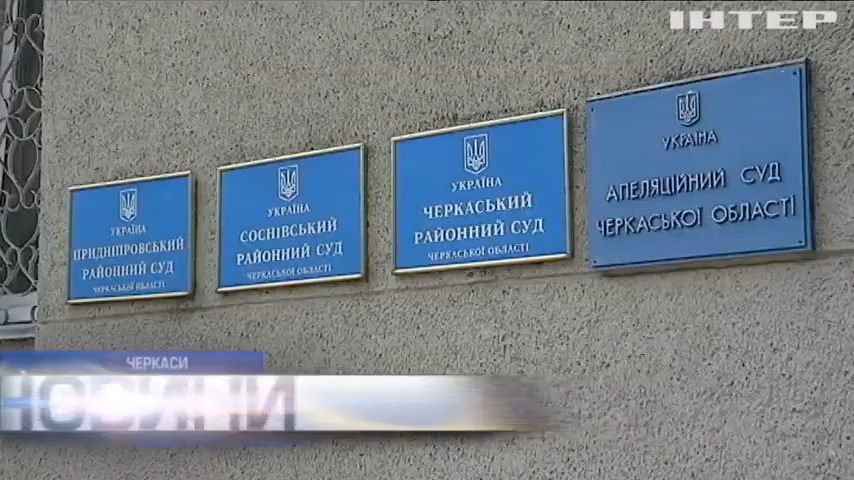 ІНТЕР
УКРАЇНА
ПРИДНІПРОВСЬКИЙ
РАЙОННИЙ СУД
ЧЕРКАСЬКОЇ ОБЛАСТІ
УКРАЇНА
СОСНІВСЬКИЙ
РАЙОННИЙ СУД
ЧЕРКАСЬКОЇ ОБЛАСТІ
УКРАЇНА
ЧЕРКАСЬКИЙ
РАЙОННИЙ СУД
ЧЕРКАСЬКОЇ ОБЛАСТІ
УКРАЇНА
АПЕЛЯЦІЙНИЙ СУД
ЧЕРКАСЬКОЇ ОБЛАСТІ
ЧЕРКАСИ
НОВИНИ